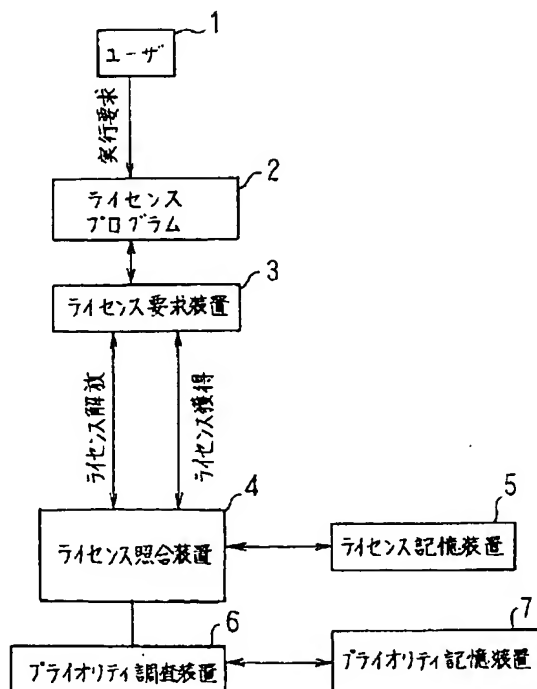 1
ユーザ
実行要求
2
ライセンス
プログラム
3
ライセンス要求装置
ライセンス解放
ライセンス獲得
4
ライセンス照合装置
5
ライセンス記憶装置
6
プライオリティ調査装置
7
プライオリティ記憶装置